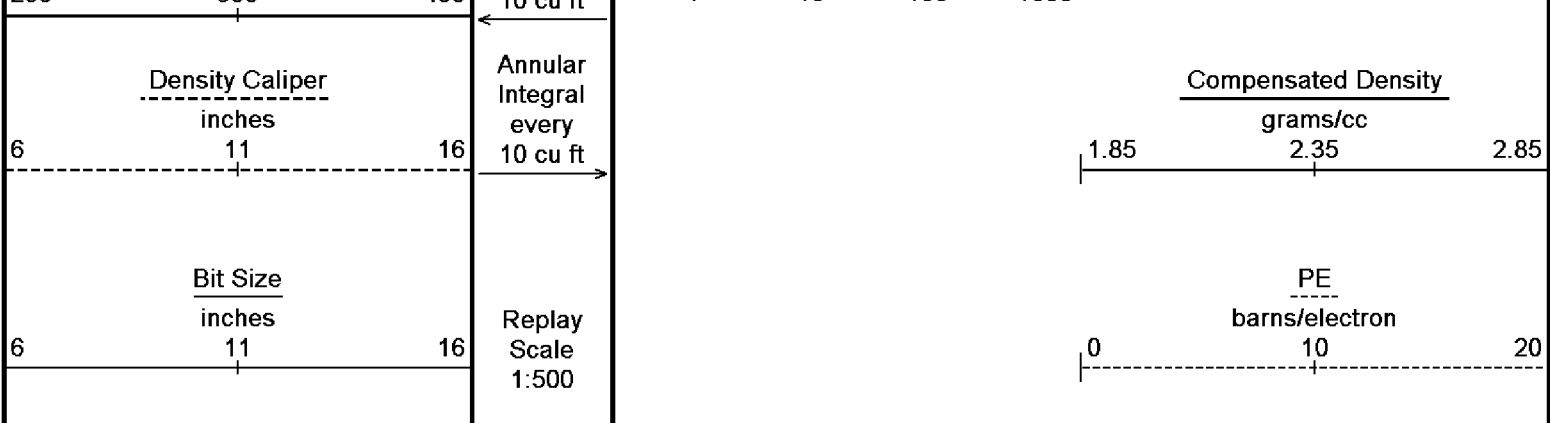 10 cu ft
Density Caliper
inches
6 11 16
Annular
Integral
every
10 cu ft
Compensated Density
grams/cc
1.85 2.35 2.85
Bit Size
inches
6 11 16
Replay
Scale
1:500
PE
barns/electron
0 10 20